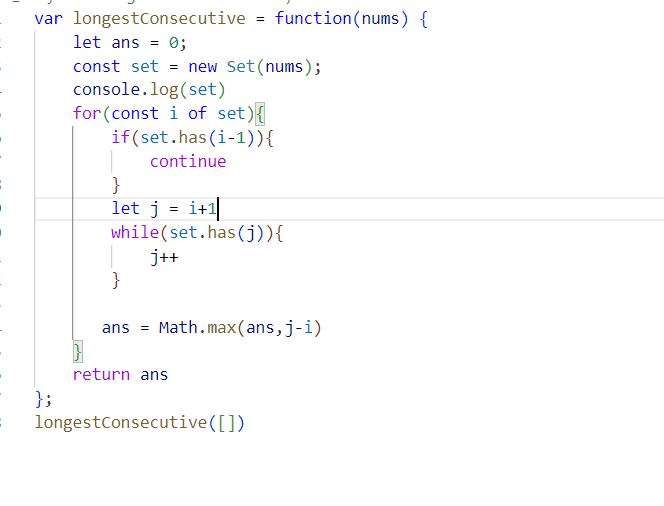 var longestConsecutive = function(nums) {
    let ans = 0;
    const set = new Set(nums);
    console.log(set)
    for(const i of set){
        if(set.has(i-1)){
            continue
        }
        let j = i+1
        while(set.has(j)){
            j++
        }

       ans = Math.max(ans,j-i)
    }
    return ans
};
longestConsecutive([])